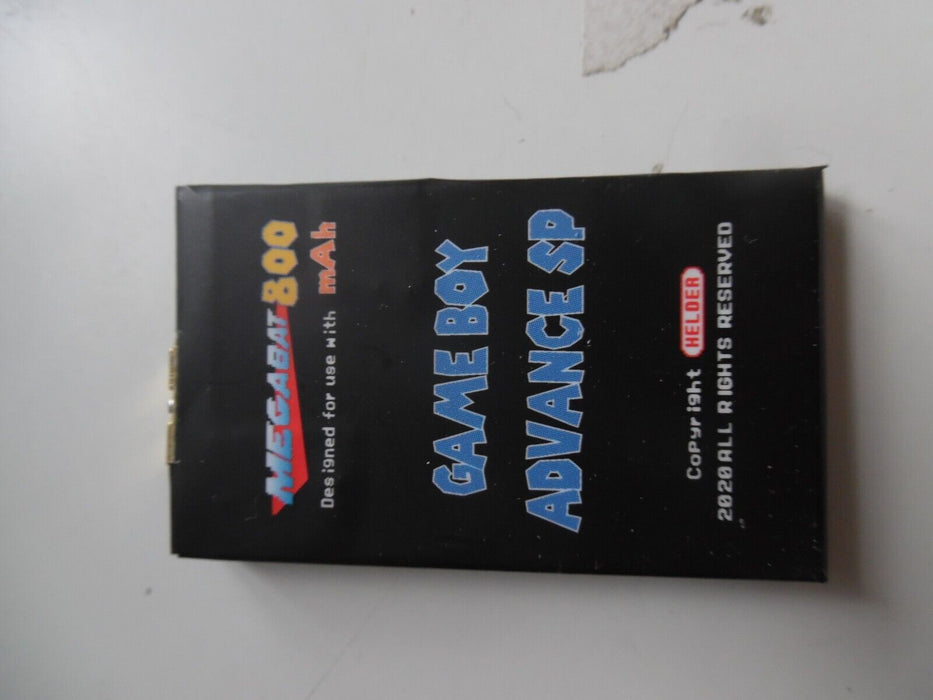 MEGABAT 800
Designed for use with mAh
GAME BOY
ADVANCE SP
Copyright HELDER
2020 ALL RIGHTS RESERVED